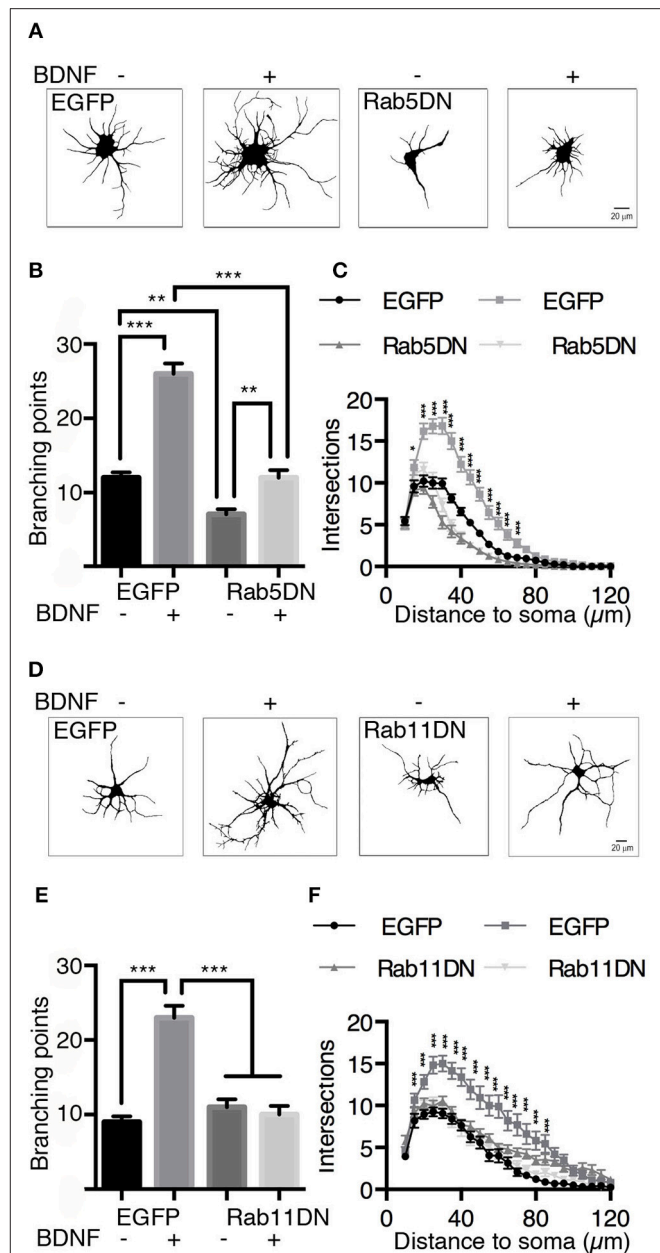 A
BDNF - + - +
EGFP Rab5DN
20 µm
B
*** ** *** **
30
20
10
Branching points
EGFP Rab5DN
BDNF - + - +
C
EGFP EGFP
Rab5DN Rab5DN
20
15
10
5
0
Intersections
* *** *** *** *** *** *** *** *** *** *** ***
0 40 80 120
Distance to soma (µm)
D
BDNF - + - +
EGFP Rab11DN
20 µm
E
*** ***
30
20
10
Branching points
EGFP Rab11DN
BDNF - + - +
F
EGFP EGFP
Rab11DN Rab11DN
20
15
10
5
0
Intersections
*** *** *** *** *** *** *** *** *** *** *** *** *** *** ***
0 40 80 120
Distance to soma (µm)